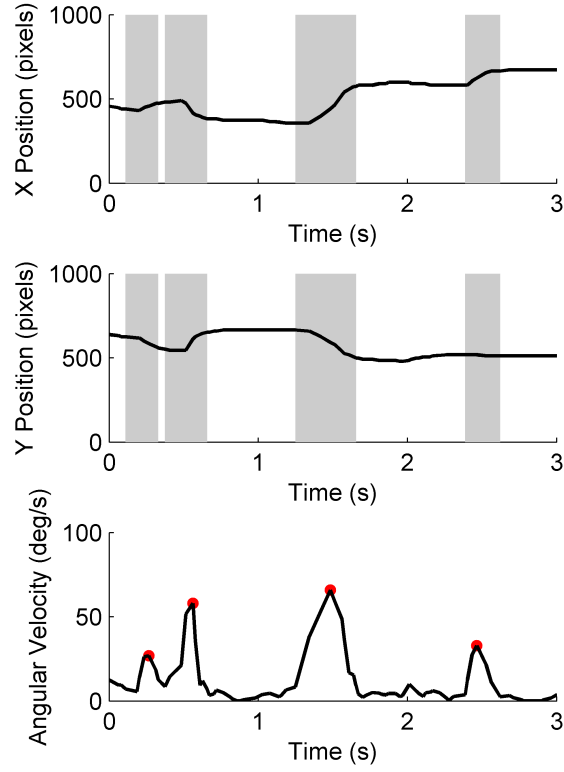 1000
500
0
X Position (pixels)
0 1 2 3
Time (s)
1000
500
0
Y Position (pixels)
0 1 2 3
Time (s)
100
50
0
Angular Velocity (deg/s)
0 1 2 3
Time (s)